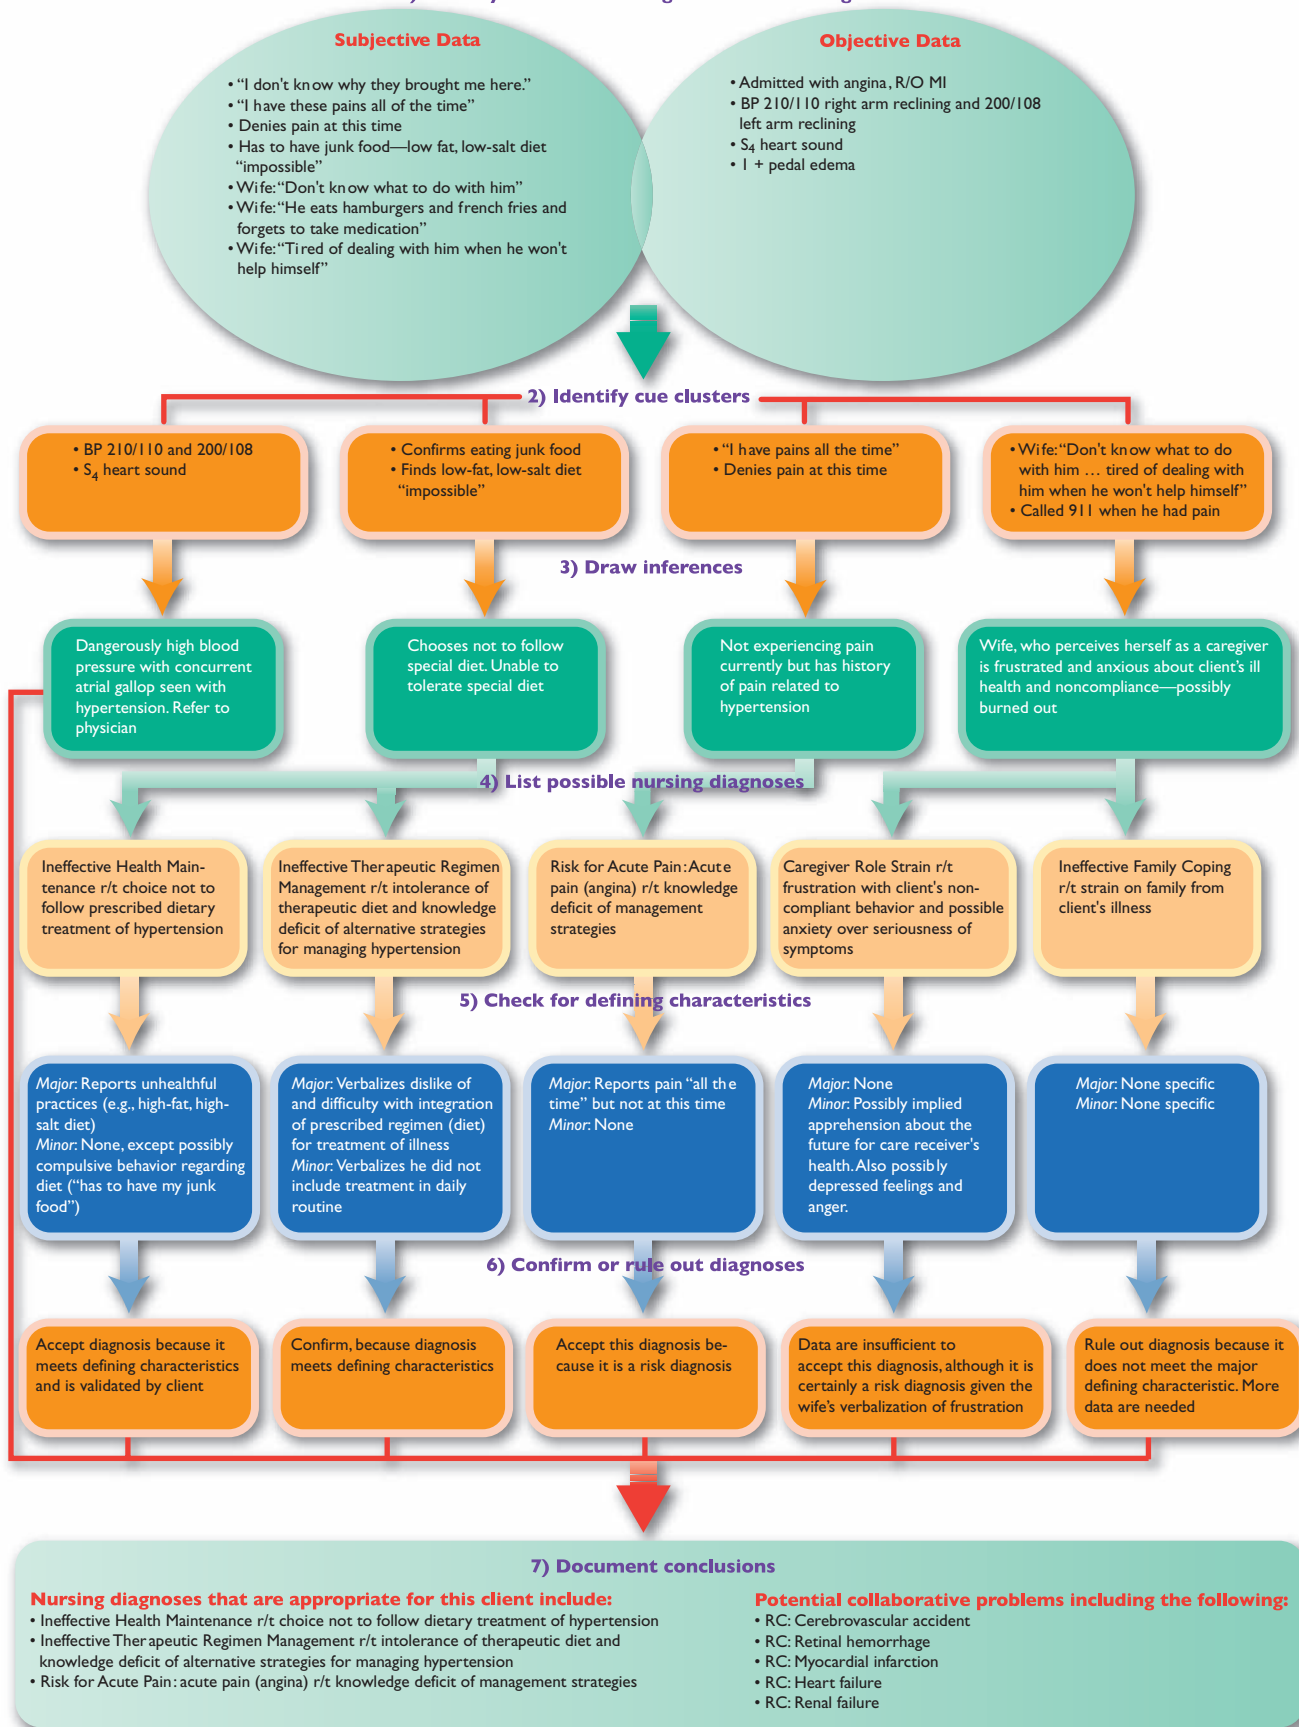 Subjective Data
• “I don't know why they brought me here.”
• “I have these pains all of the time”
• Denies pain at this time
• Has to have junk food—low fat, low-salt diet
“impossible”
• Wife: “Don't know what to do with him”
• Wife: “He eats hamburgers and french fries and
forgets to take medication”
• Wife: “Tired of dealing with him when he won't
help himself”
Objective Data
• Admitted with angina, R/O MI
• BP 210/110 right arm reclining and 200/108
left arm reclining
• S4 heart sound
• 1 + pedal edema
2) Identify cue clusters
• BP 210/110 and 200/108
• S4 heart sound
• Confirms eating junk food
• Finds low-fat, low-salt diet
“impossible”
• “I have pains all the time”
• Denies pain at this time
• Wife: “Don't know what to do
with him ... tired of dealing with
him when he won't help himself”
• Called 911 when he had pain
3) Draw inferences
Dangerously high blood
pressure with concurrent
atrial gallop seen with
hypertension. Refer to
physician
Chooses not to follow
special diet. Unable to
tolerate special diet
Not experiencing pain
currently but has history
of pain related to
hypertension
Wife, who perceives herself as a caregiver
is frustrated and anxious about client's ill
health and noncompliance—possibly
burned out
4) List possible nursing diagnoses
Ineffective Health Main-
tenance r/t choice not to
follow prescribed dietary
treatment of hypertension
Ineffective Therapeutic Regimen
Management r/t intolerance of
therapeutic diet and knowledge
deficit of alternative strategies
for managing hypertension
Risk for Acute Pain: Acute
pain (angina) r/t knowledge
deficit of management
strategies
Caregiver Role Strain r/t
frustration with client's non-
compliant behavior and possible
anxiety over seriousness of
symptoms
Ineffective Family Coping
r/t strain on family from
client's illness
5) Check for defining characteristics
Major: Reports unhealthful
practices (e.g., high-fat, high-
salt diet)
Minor: None, except possibly
compulsive behavior regarding
diet (“has to have my junk
food”)
Major: Verbalizes dislike of
and difficulty with integration
of prescribed regimen (diet)
for treatment of illness
Minor: Verbalizes he did not
include treatment in daily
routine
Major: Reports pain “all the
time” but not at this time
Minor: None
Major: None
Minor: Possibly implied
apprehension about the
future for care receiver's
health. Also possibly
depressed feelings and
anger.
Major: None specific
Minor: None specific
6) Confirm or rule out diagnoses
Accept diagnosis because it
meets defining characteristics
and is validated by client
Confirm, because diagnosis
meets defining characteristics
Accept this diagnosis be-
cause it is a risk diagnosis
Data are insufficient to
accept this diagnosis, although it is
certainly a risk diagnosis given the
wife's verbalization of frustration
Rule out diagnosis because it
does not meet the major
defining characteristic. More
data are needed
7) Document conclusions
Nursing diagnoses that are appropriate for this client include:
• Ineffective Health Maintenance r/t choice not to follow dietary treatment of hypertension
• Ineffective Therapeutic Regimen Management r/t intolerance of therapeutic diet and
knowledge deficit of alternative strategies for managing hypertension
• Risk for Acute Pain: acute pain (angina) r/t knowledge deficit of management strategies
Potential collaborative problems including the following:
• RC: Cerebrovascular accident
• RC: Retinal hemorrhage
• RC: Myocardial infarction
• RC: Heart failure
• RC: Renal failure